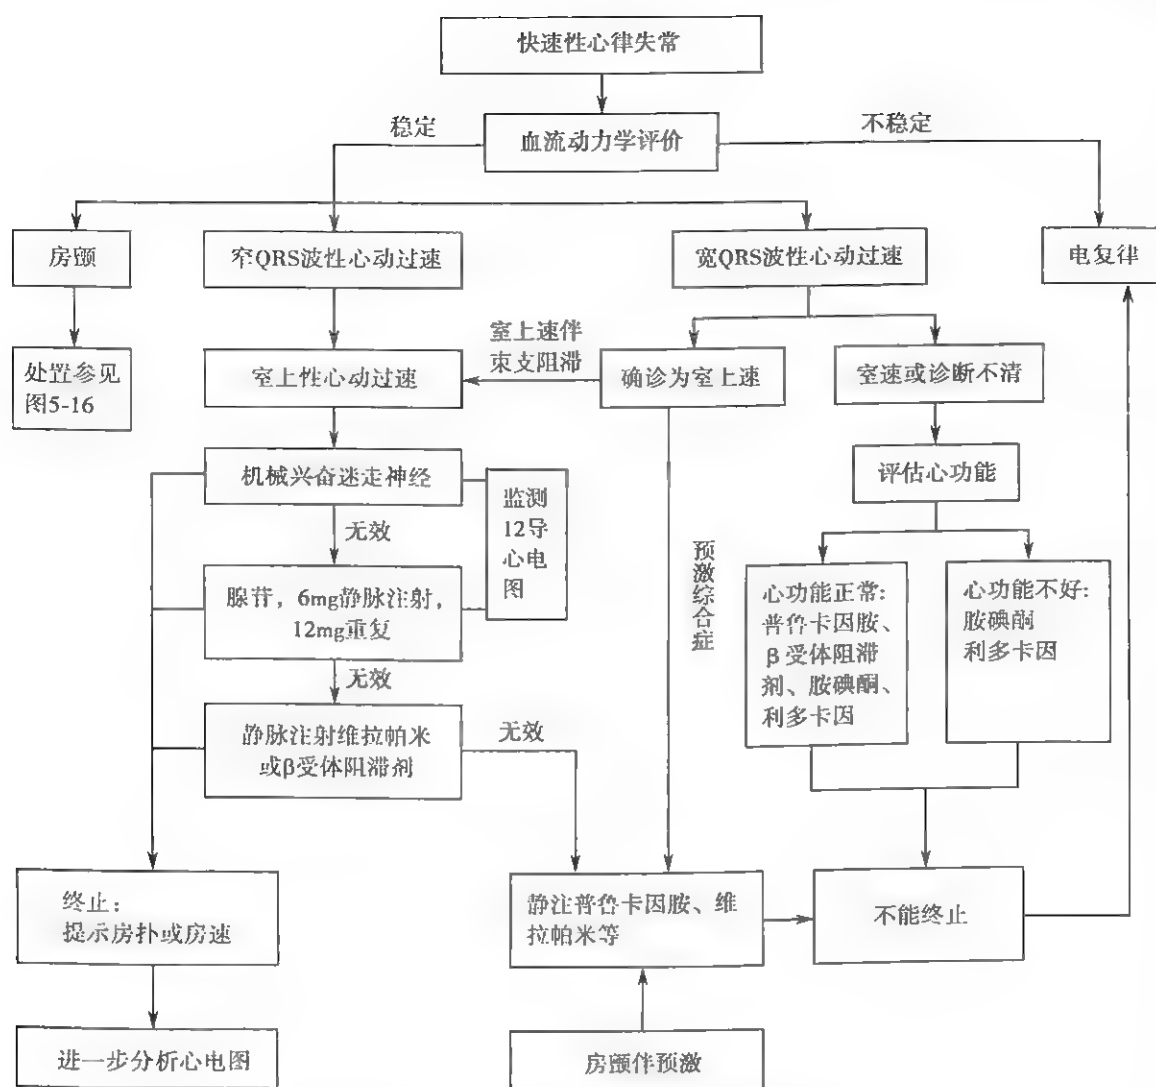 快速性心律失常
稳定
血流动力学评价
不稳定
房颤
窄QRS波性心动过速
宽QRS波性心动过速
电复律
处置参见
图5-16
室上性心动过速
室上速伴
束支阻滞
确诊为室上速
室速或诊断不清
机械兴奋迷走神经
监测
12导
心电
图
评估心功能
无效
腺苷，6mg静脉注射，
12mg重复
预激综合症
心功能正常：
普鲁卡因胺、
β受体阻滞
剂、胺碘酮、
利多卡因
心功能不好：
胺碘酮
利多卡因
无效
静脉注射维拉帕米
或β受体阻滞剂
无效
终止：
提示房扑或房速
静注普鲁卡因胺、维
拉帕米等
不能终止
进一步分析心电图
房颤伴预激